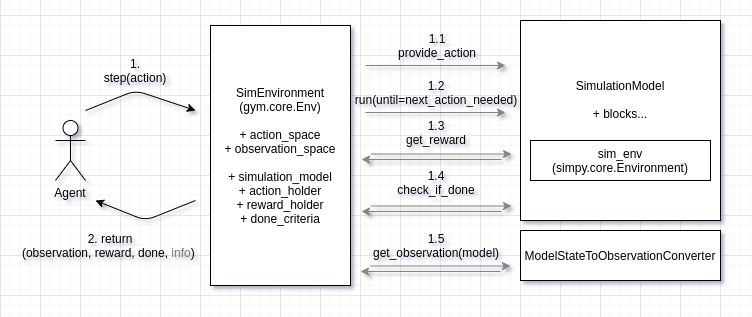 1.
step(action)
Agent
2. return
(observation, reward, done, info)
SimEnvironment
(gym.core.Env)
+ action_space
+ observation_space
+ simulation_model
+ action_holder
+ reward_holder
+ done_criteria
1.1
provide_action
1.2
run(until=next_action_needed)
1.3
get_reward
1.4
check_if_done
1.5
get_observation(model)
SimulationModel
+ blocks...
sim_env
(simpy.core.Environment)
ModelStateToObservationConverter